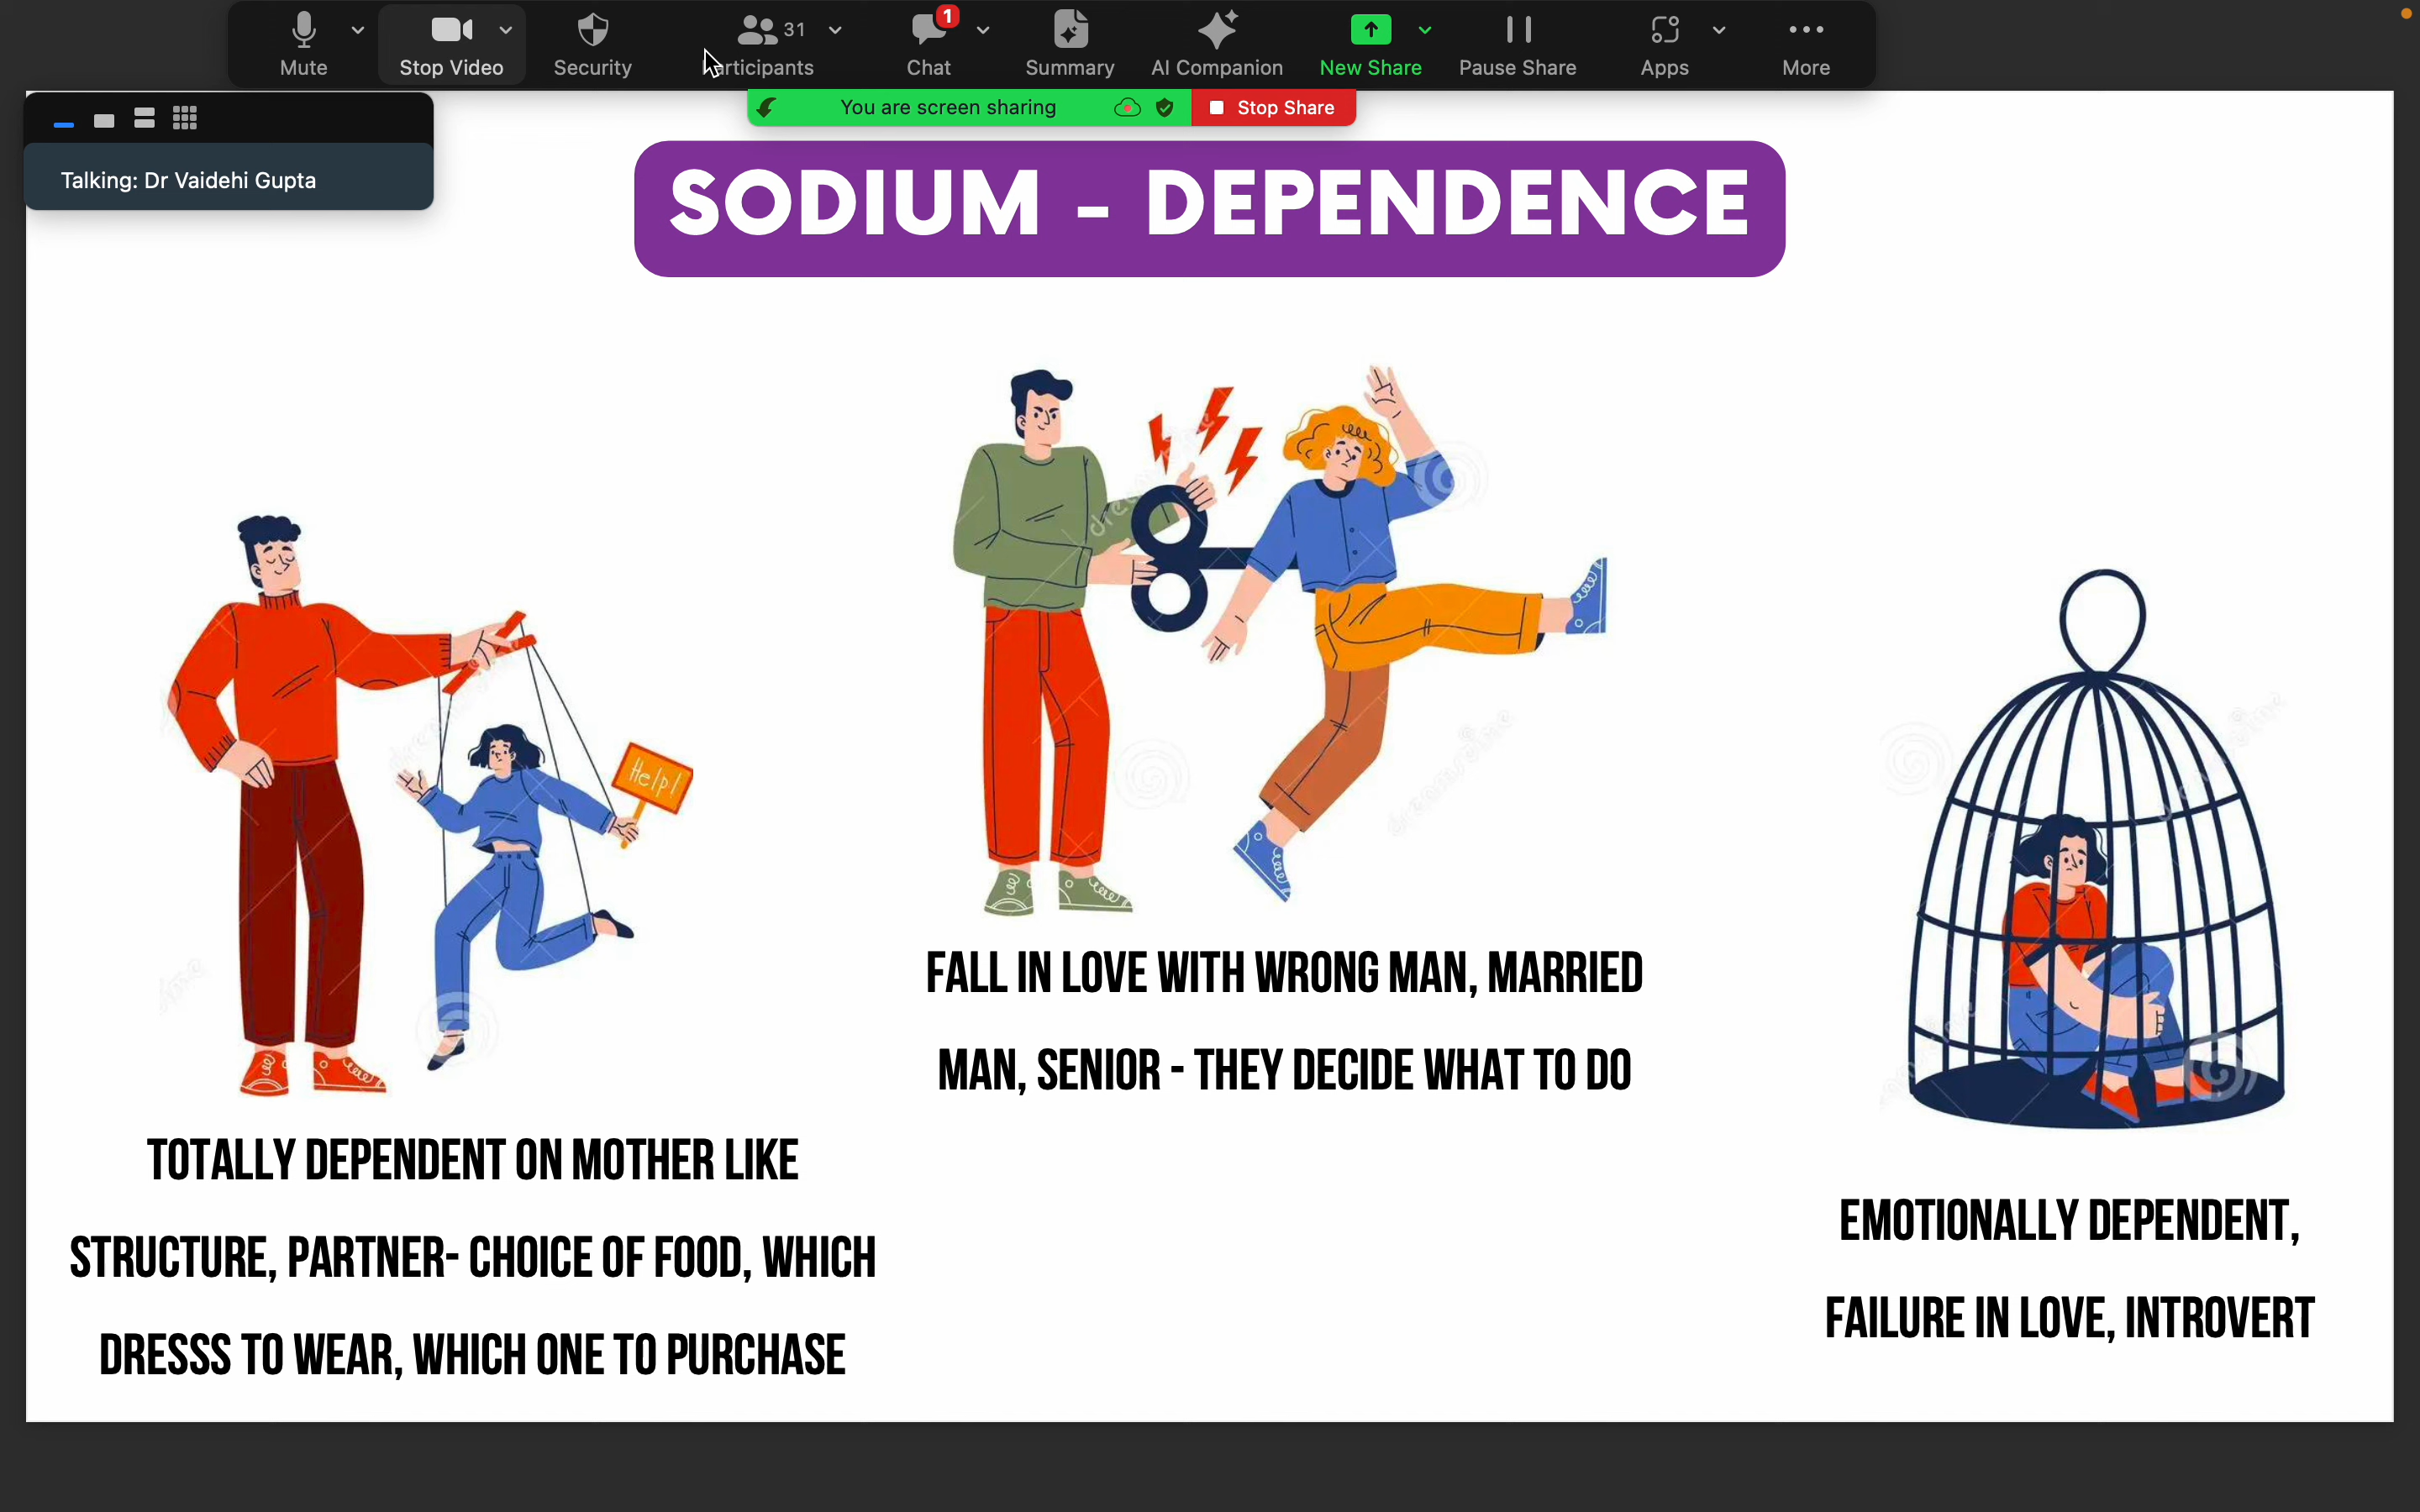 Mute
Stop Video
Security
31
articipants
1
Chat
Summary
AI Companion
New Share
Pause Share
Apps
More
You are screen sharing
Stop Share
Talking: Dr Vaidehi Gupta
SODIUM - DEPENDENCE
Help!
FALL IN LOVE WITH WRONG MAN, MARRIED
MAN, SENIOR - THEY DECIDE WHAT TO DO
TOTALLY DEPENDENT ON MOTHER LIKE
STRUCTURE, PARTNER- CHOICE OF FOOD, WHICH
DRESSS TO WEAR, WHICH ONE TO PURCHASE
EMOTIONALLY DEPENDENT,
FAILURE IN LOVE, INTROVERT